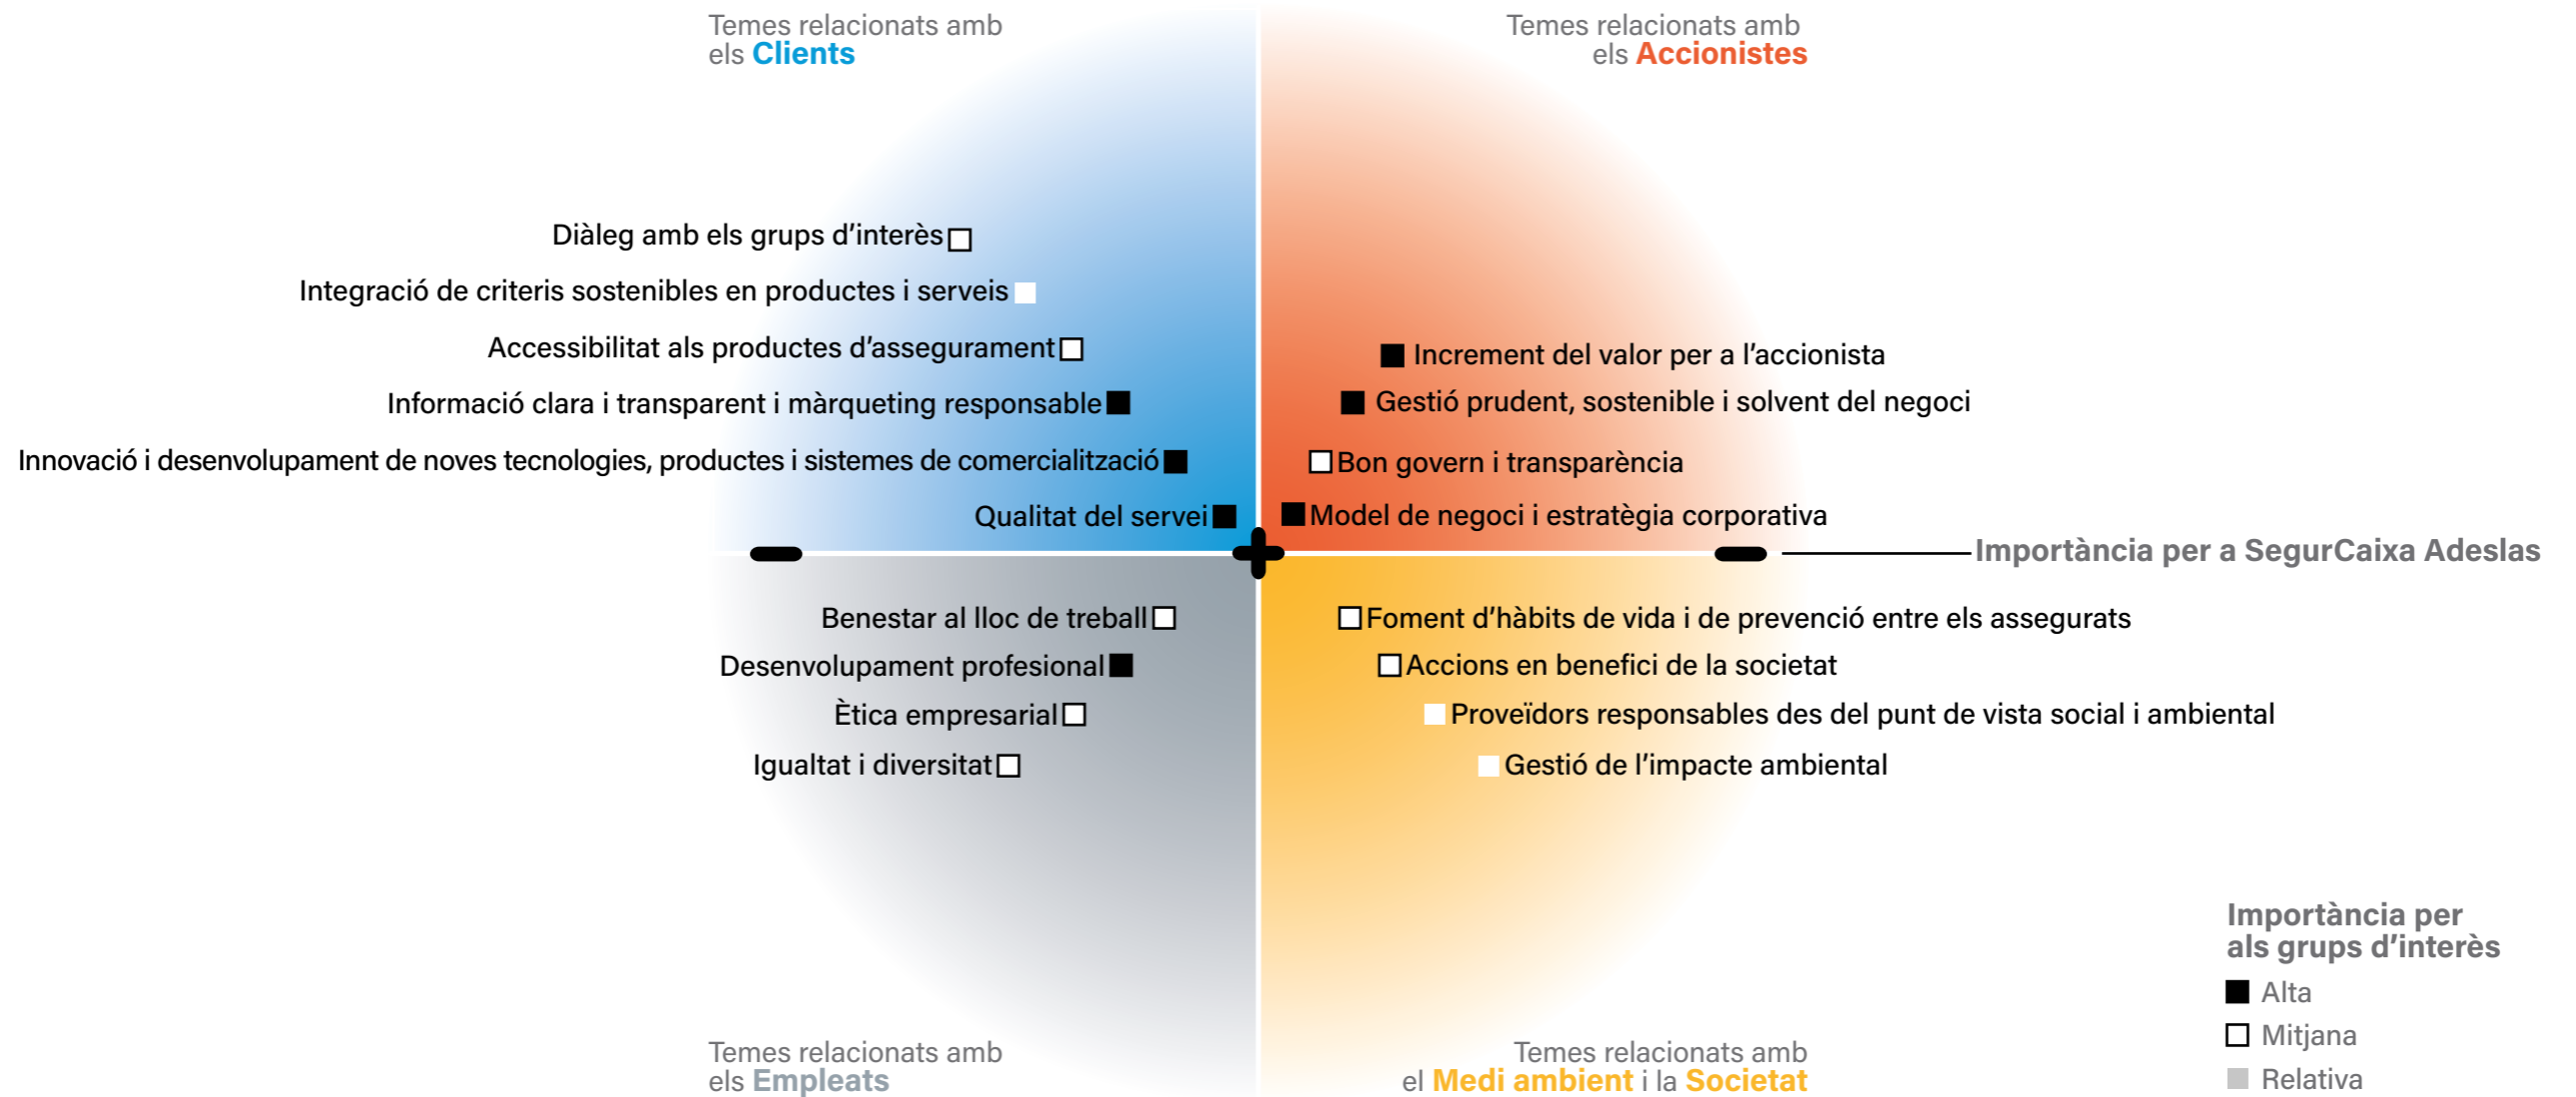 Temes relacionats amb
els Clients
Temes relacionats amb
els Accionistes
Diàleg amb els grups d’interès
Integració de criteris sostenibles en productes i serveis
Accessibilitat als productes d’assegurament
Informació clara i transparent i màrqueting responsable
Innovació i desenvolupament de noves tecnologies, productes i sistemes de comercialització
Qualitat del servei
Increment del valor per a l’accionista
Gestió prudent, sostenible i solvent del negoci
Bon govern i transparència
Model de negoci i estratègia corporativa
Importància per a SegurCaixa Adeslas
Benestar al lloc de treball
Desenvolupament profesional
Ètica empresarial
Igualtat i diversitat
Foment d’hàbits de vida i de prevenció entre els assegurats
Accions en benefici de la societat
Proveïdors responsables des del punt de vista social i ambiental
Gestió de l’impacte ambiental
Temes relacionats amb
els Empleats
Temes relacionats amb
el Medi ambient i la Societat
Importància per
als grups d’interès
Alta
Mitjana
Relativa